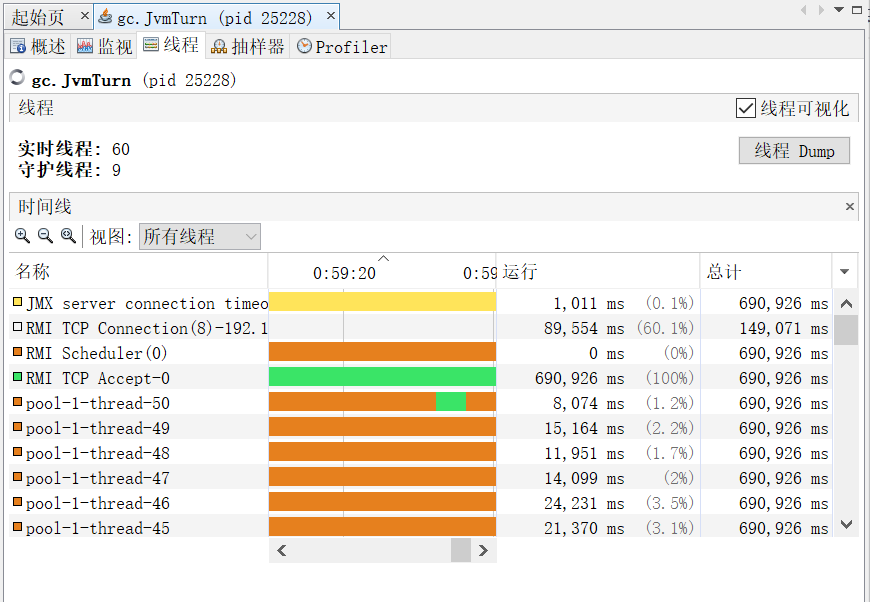 起始页 × gc.JvmTurn (pid 25228) ×
概述 监视 线程 抽样器 Profiler
gc.JvmTurn (pid 25228)
线程 线程可视化
实时线程: 60
守护线程: 9
线程 Dump
时间线 ×
视图: 所有线程
名称 0:59:20 0:59 运行 总计
JMX server connection timeo 1,011 ms (0.1%) 690,926 ms
RMI TCP Connection(8)-192.1 89,554 ms (60.1%) 149,071 ms
RMI Scheduler(0) 0 ms (0%) 690,926 ms
RMI TCP Accept-0 690,926 ms (100%) 690,926 ms
pool-1-thread-50 8,074 ms (1.2%) 690,926 ms
pool-1-thread-49 15,164 ms (2.2%) 690,926 ms
pool-1-thread-48 11,951 ms (1.7%) 690,926 ms
pool-1-thread-47 14,099 ms (2%) 690,926 ms
pool-1-thread-46 24,231 ms (3.5%) 690,926 ms
pool-1-thread-45 21,370 ms (3.1%) 690,926 ms